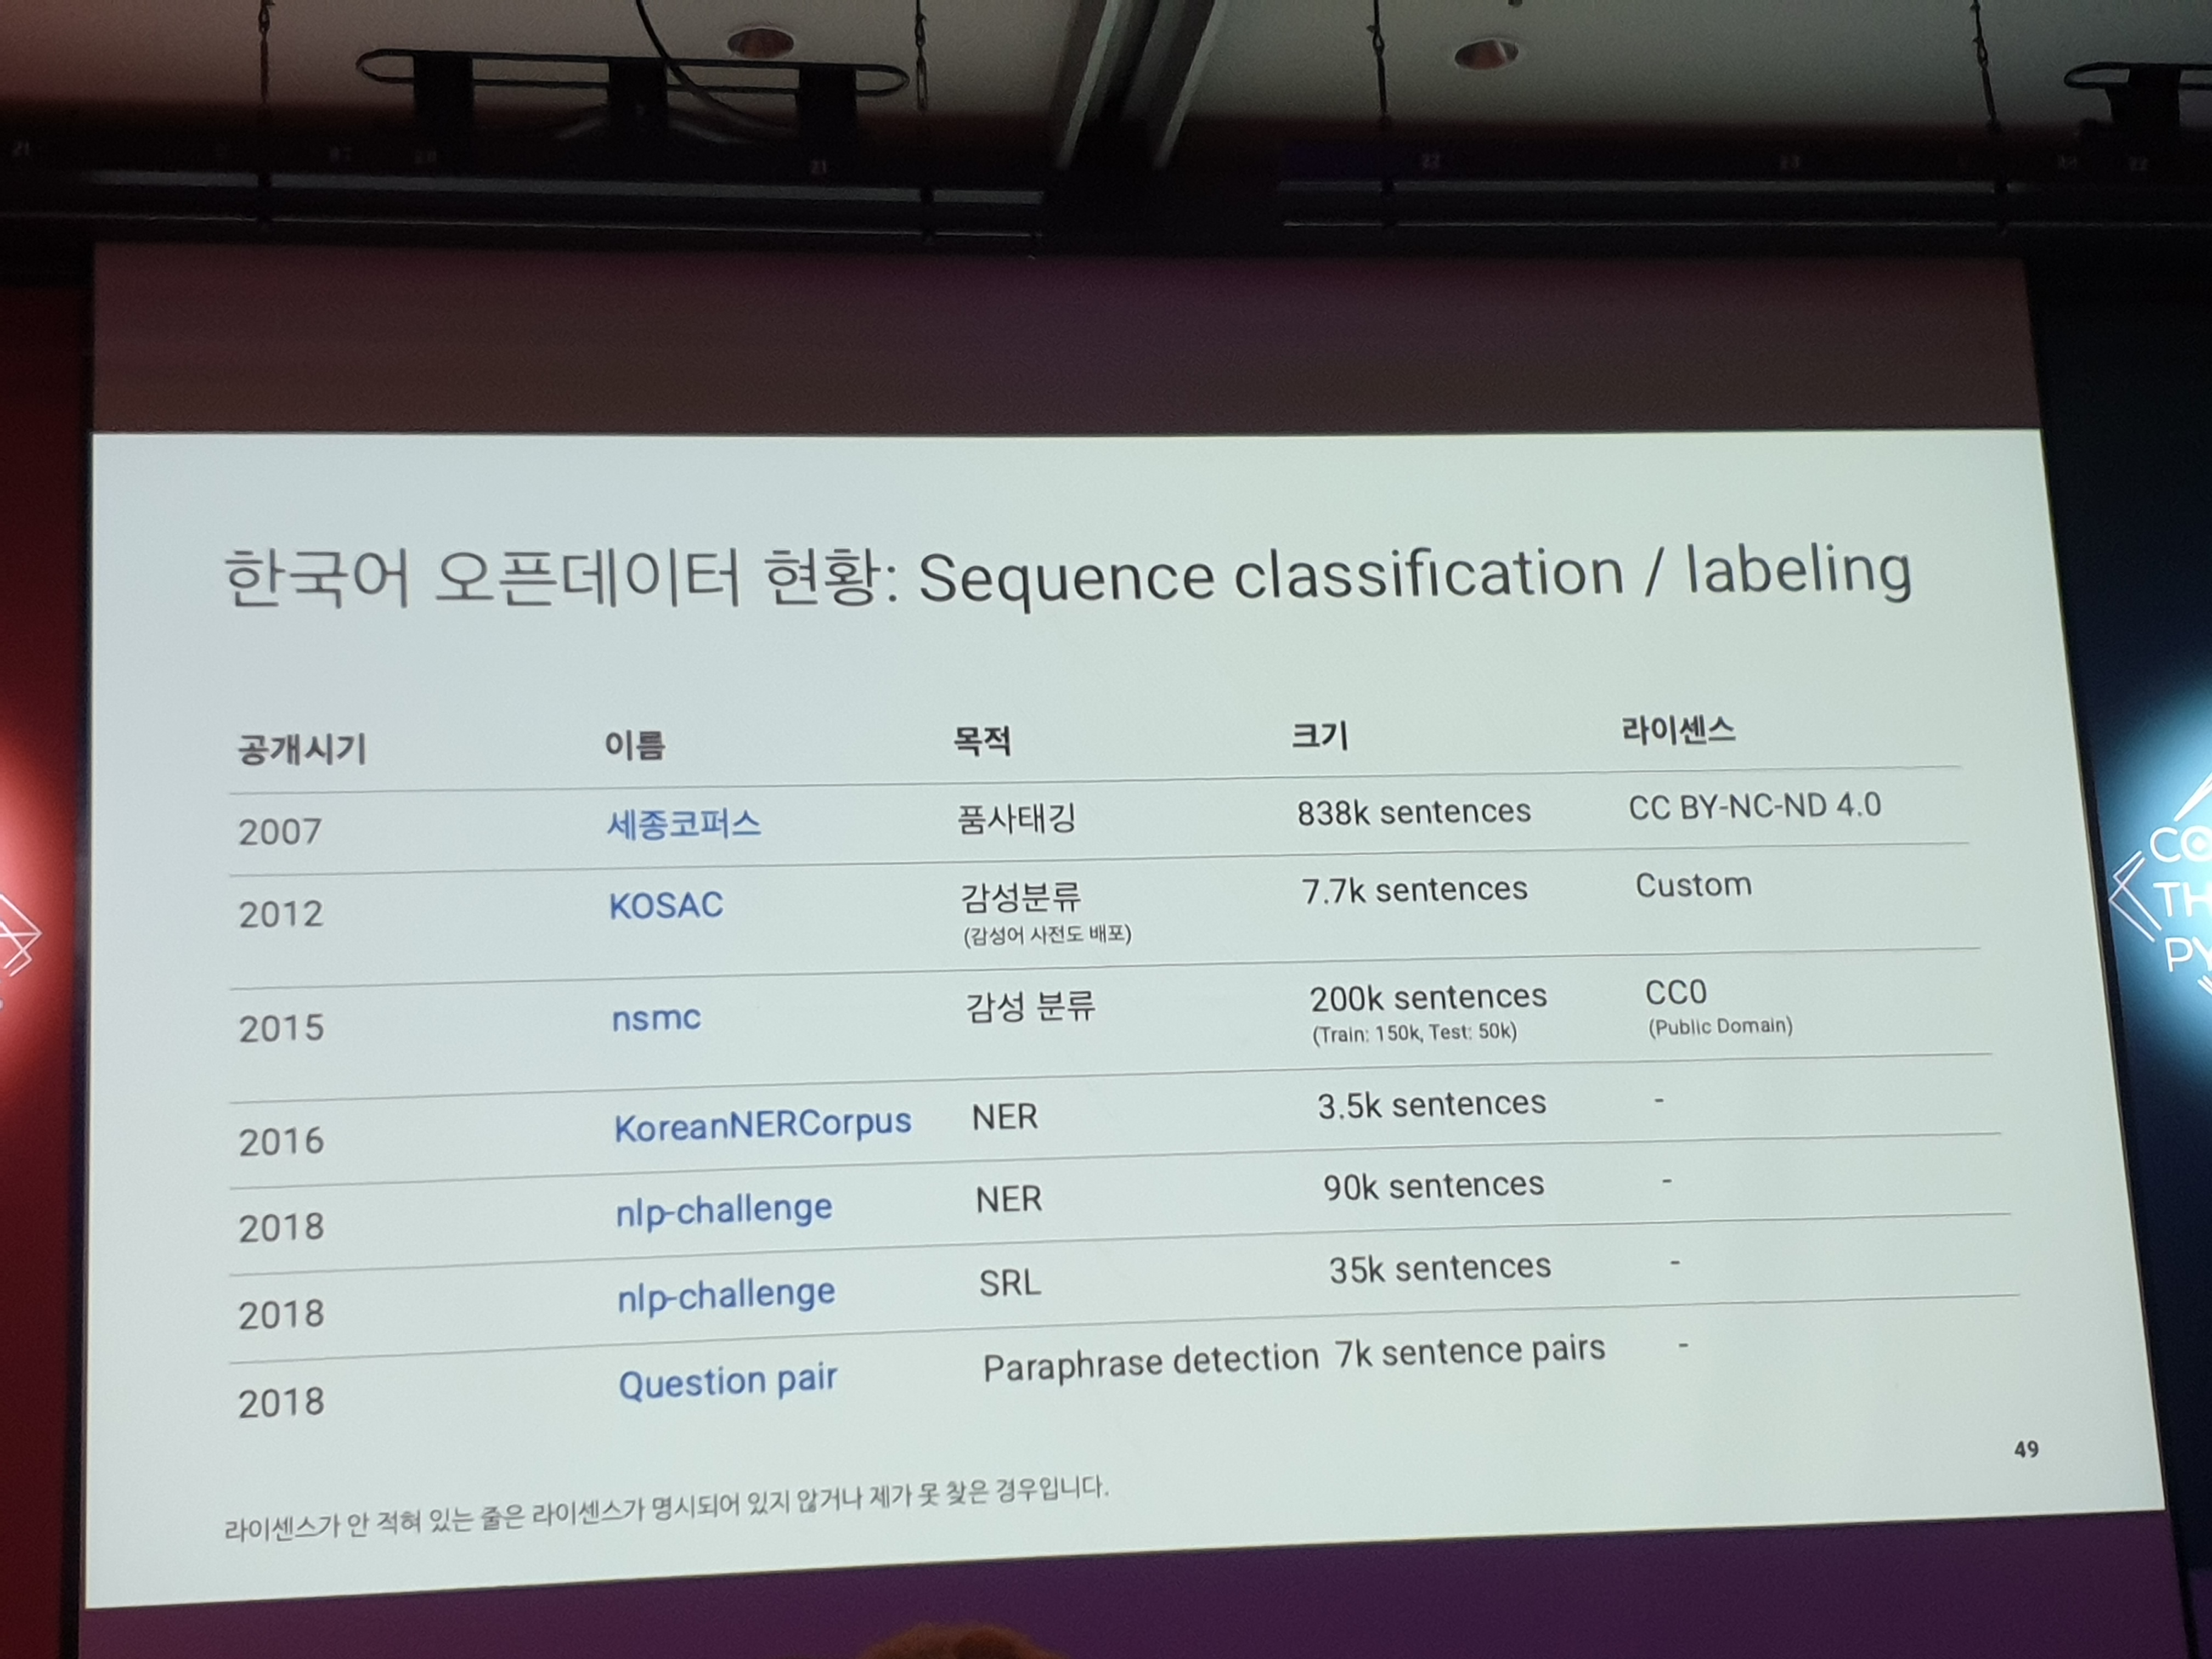 한국어 오픈데이터 현황: Sequence classification / labeling
공개시기 이름 목적 크기 라이센스
2007 세종코퍼스 품사태깅 838k sentences CC BY-NC-ND 4.0
2012 KOSAC 감성분류 7.7k sentences Custom
(감성어 사전도 배포)
2015 nsmc 감성 분류 200k sentences CC0
(Train: 150k, Test: 50k) (Public Domain)
2016 KoreanNERCorpus NER 3.5k sentences -
2018 nlp-challenge NER 90k sentences -
2018 nlp-challenge SRL 35k sentences -
2018 Question pair Paraphrase detection 7k sentence pairs -
49
라이센스가 안 적혀 있는 줄은 라이센스가 명시되어 있지 않거나 제가 못 찾은 경우입니다.
CO
TH
PY
21
22
23